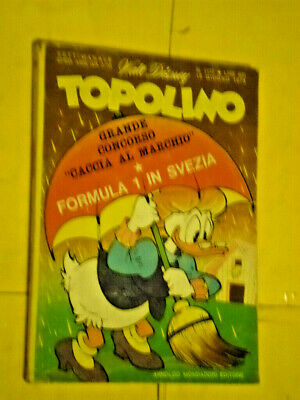 Walt Disney
TOPOLINO
GRANDE
CONCORSO
"CACCIA AL MARCHIO"
*
FORMULA 1 IN SVEZIA
ARNOLDO MONDADORI EDITORE